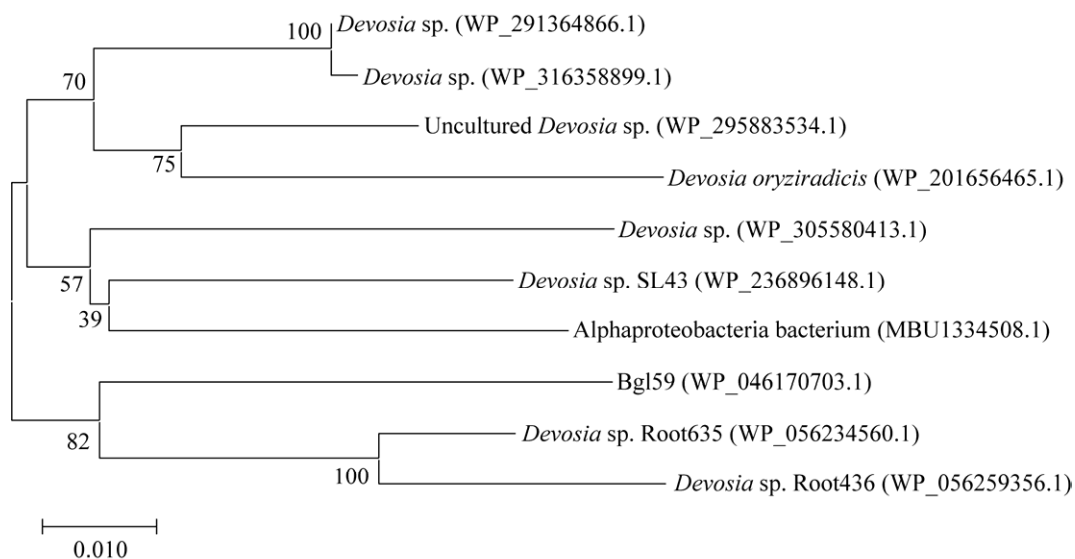 Devosia sp. (WP_291364866.1)
100
Devosia sp. (WP_316358899.1)
70
Uncultured Devosia sp. (WP_295883534.1)
75
Devosia oryziradicis (WP_201656465.1)
Devosia sp. (WP_305580413.1)
57
Devosia sp. SL43 (WP_236896148.1)
39
Alphaproteobacteria bacterium (MBU1334508.1)
Bgl59 (WP_046170703.1)
82
Devosia sp. Root635 (WP_056234560.1)
100
Devosia sp. Root436 (WP_056259356.1)
0.010